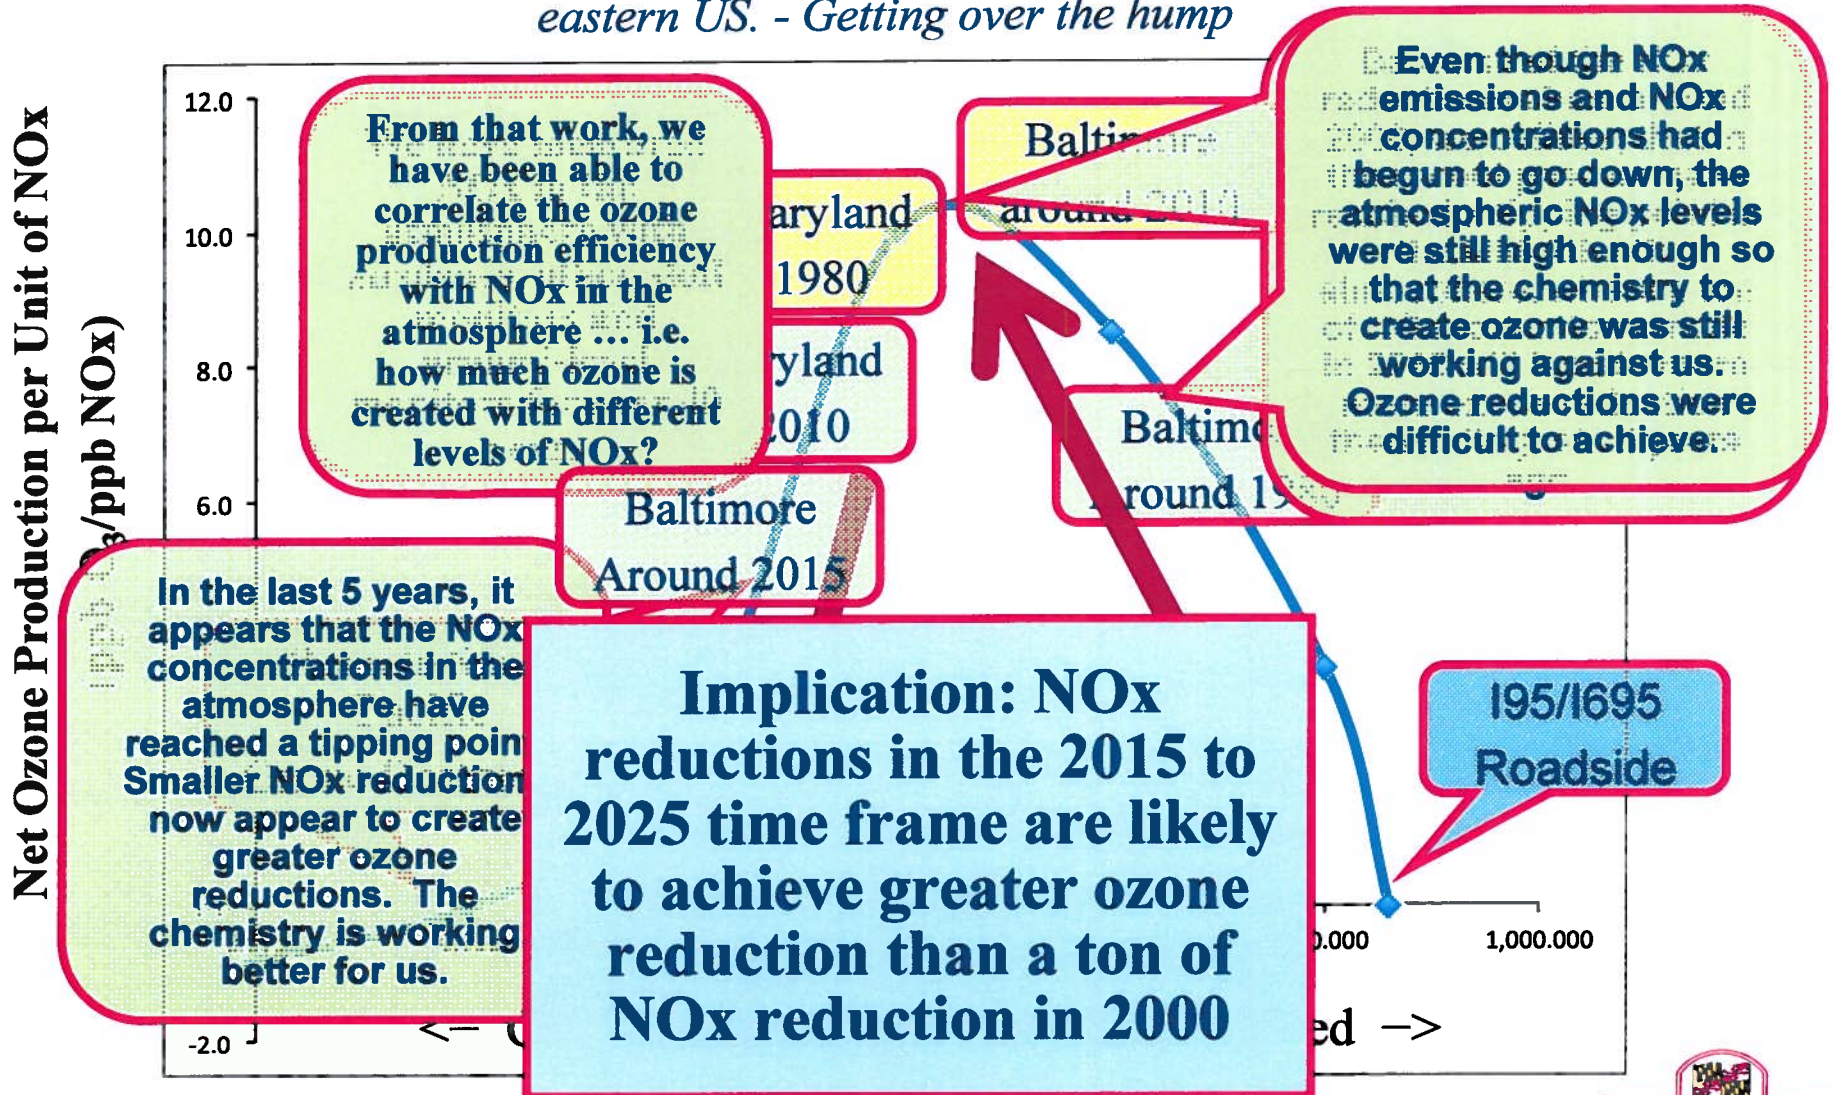 eastern US. - Getting over the hump
Net Ozone Production per Unit of NOx
/ppb NOx)
12.0
10.0
8.0
6.0
-2.0
From that work, we
have been able to
correlate the ozone
production efficiency
with NOx in the
atmosphere ... i.e.
how much ozone is
created with different
levels of NOx?
aryland
1980
yland
2010
Baltimore
Around 2015
Balti
around
Baltimo
round 19
Even though NOx
emissions and NOx
concentrations had
begun to go down, the
atmospheric NOx levels
were still high enough so
that the chemistry to
create ozone was still
working against us.
Ozone reductions were
difficult to achieve.
In the last 5 years, it
appears that the NOx
concentrations in the
atmosphere have
reached a tipping poin
Smaller NOx reduction
now appear to create
greater ozone
reductions. The
chemistry is working
better for us.
Implication: NOx
reductions in the 2015 to
2025 time frame are likely
to achieve greater ozone
reduction than a ton of
NOx reduction in 2000
I95/I695
Roadside
0.000
1,000.000
<–
ed –>